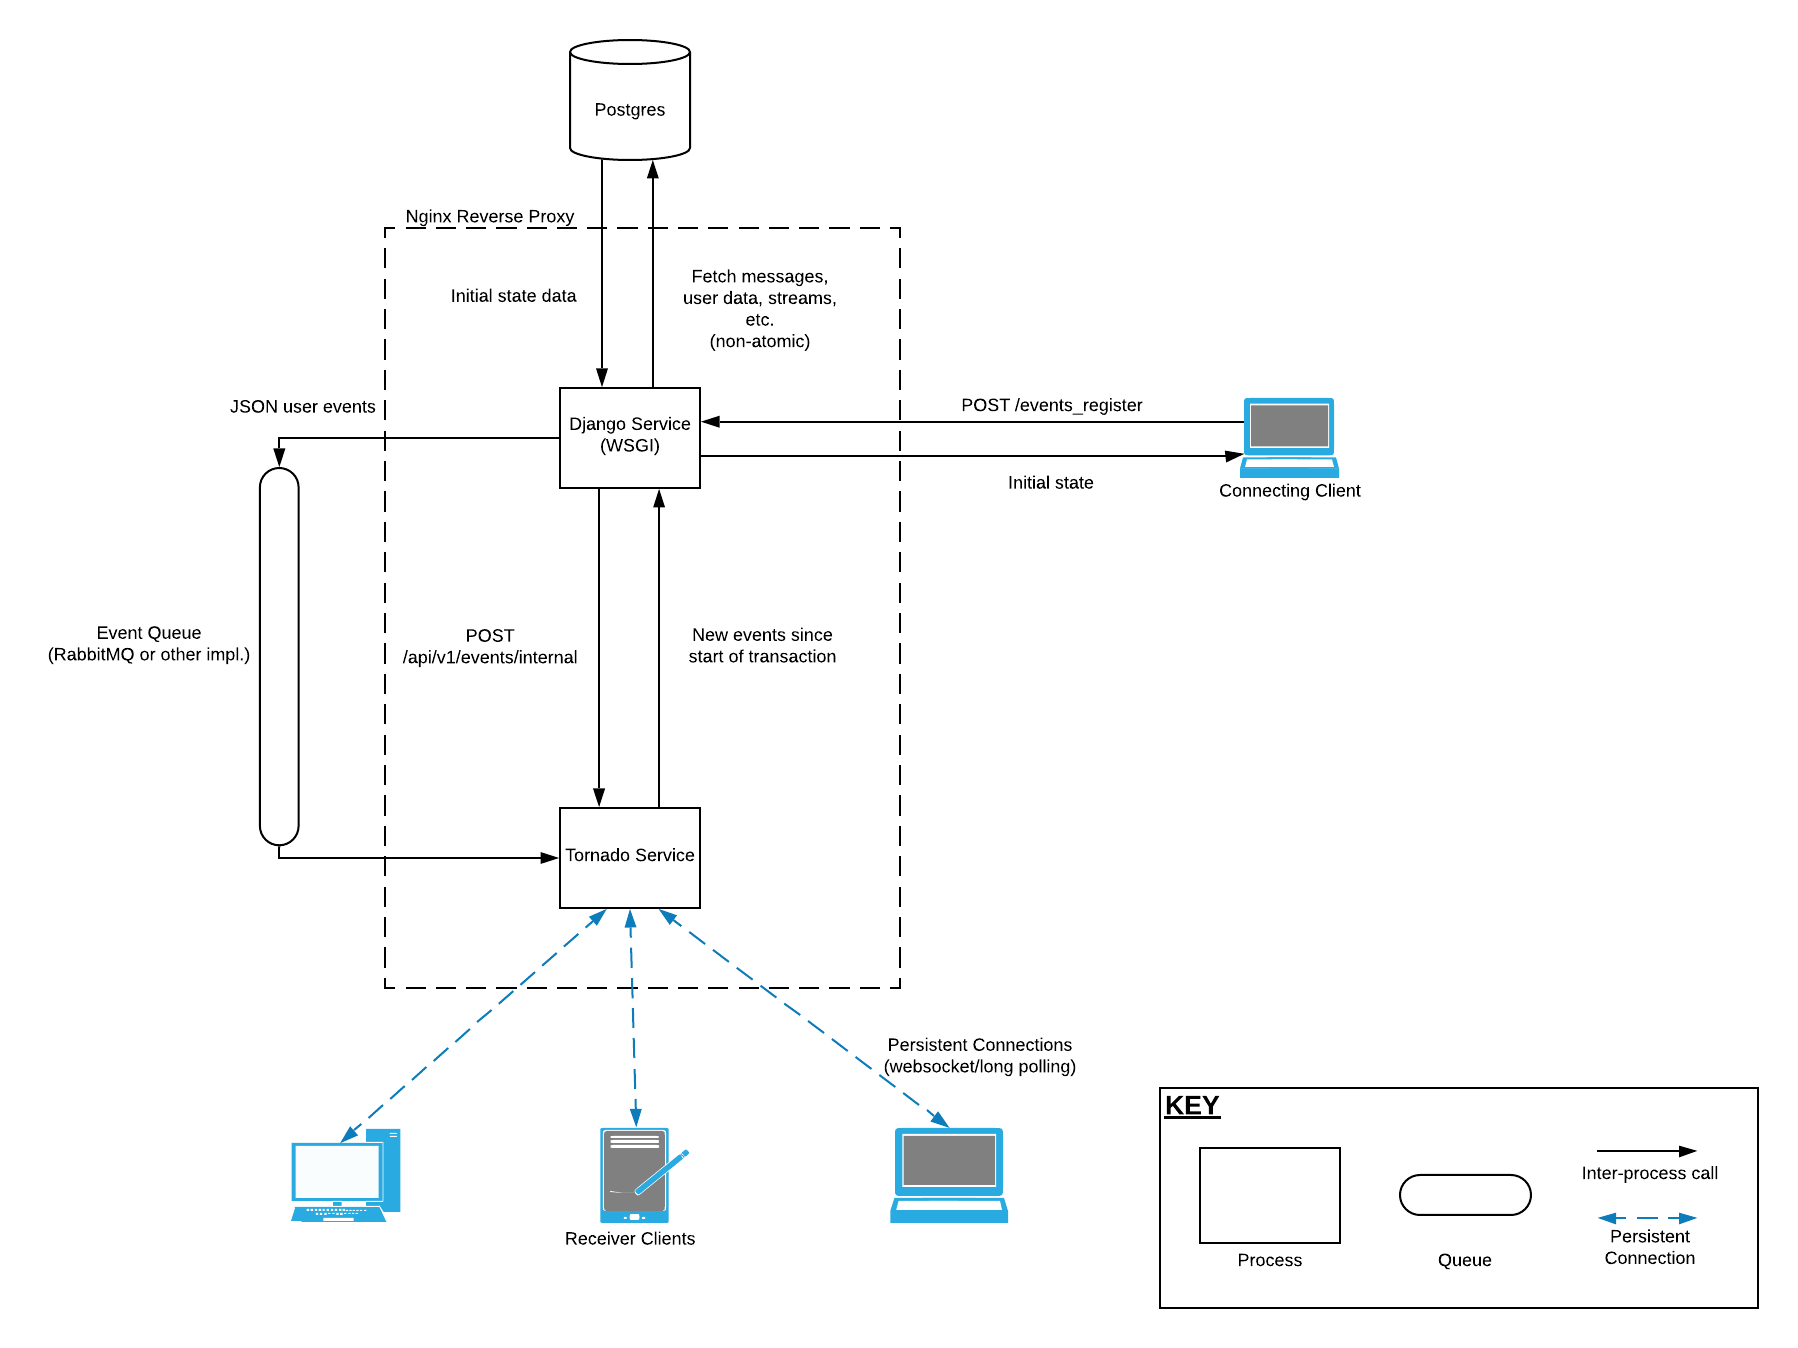 Postgres
Nginx Reverse Proxy
Initial state data
Fetch messages,
user data, streams,
etc.
(non-atomic)
JSON user events
Django Service
(WSGI)
POST /events_register
Initial state
Connecting Client
Event Queue
(RabbitMQ or other impl.)
POST
/api/v1/events/internal
New events since
start of transaction
Tornado Service
Persistent Connections
(websocket/long polling)
Receiver Clients
KEY
Process
Queue
Inter-process call
Persistent
Connection